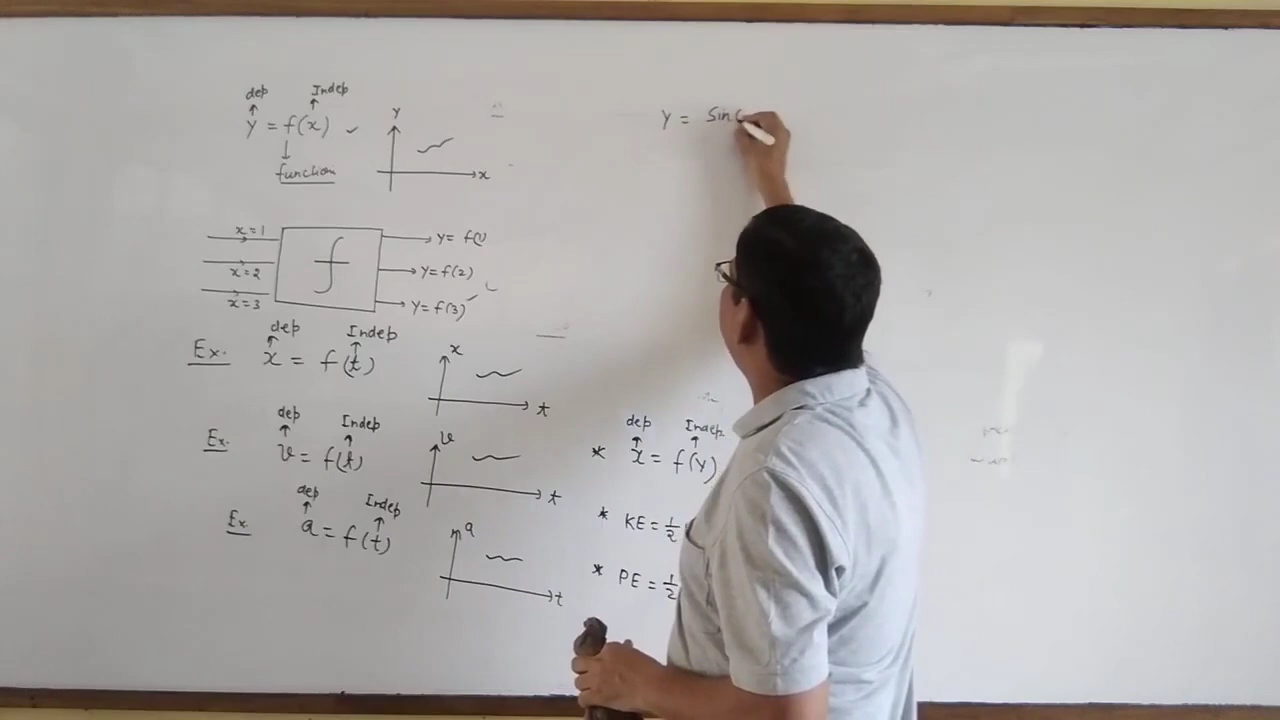 dep Indep
y = f(x)
function
Y
x
x=1
x=2
x=3
f
Y= f(1)
Y=f(2)
Y=f(3)
dep Indep
Ex. x = f(t)
x
t
dep Indep
Ex. v = f(t)
v
t
dep Indep
Ex a = f(t)
a
t
Y = Sin(
dep Indep
* x = f(y)
* KE = 1/2
* PE = 1/2